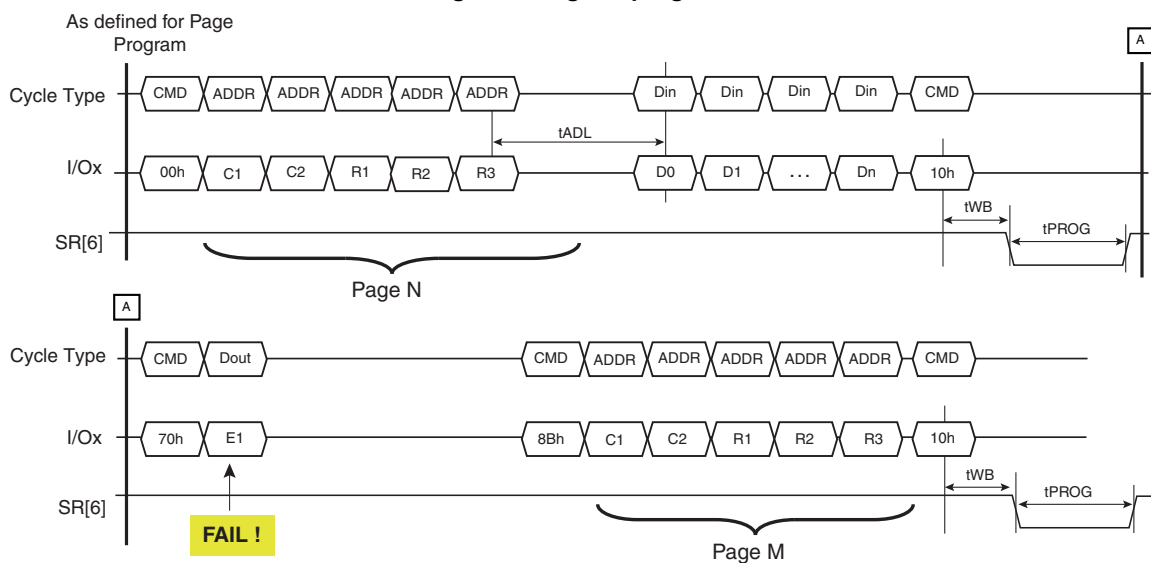 As defined for Page
Program
A
Cycle Type
CMD ADDR ADDR ADDR ADDR ADDR Din Din Din Din CMD
tADL
I/Ox
00h C1 C2 R1 R2 R3 D0 D1 ... Dn 10h
tWB
tPROG
SR[6]
Page N
A
Cycle Type
CMD Dout CMD ADDR ADDR ADDR ADDR ADDR CMD
I/Ox
70h E1 8Bh C1 C2 R1 R2 R3 10h
tWB
tPROG
SR[6]
FAIL !
Page M